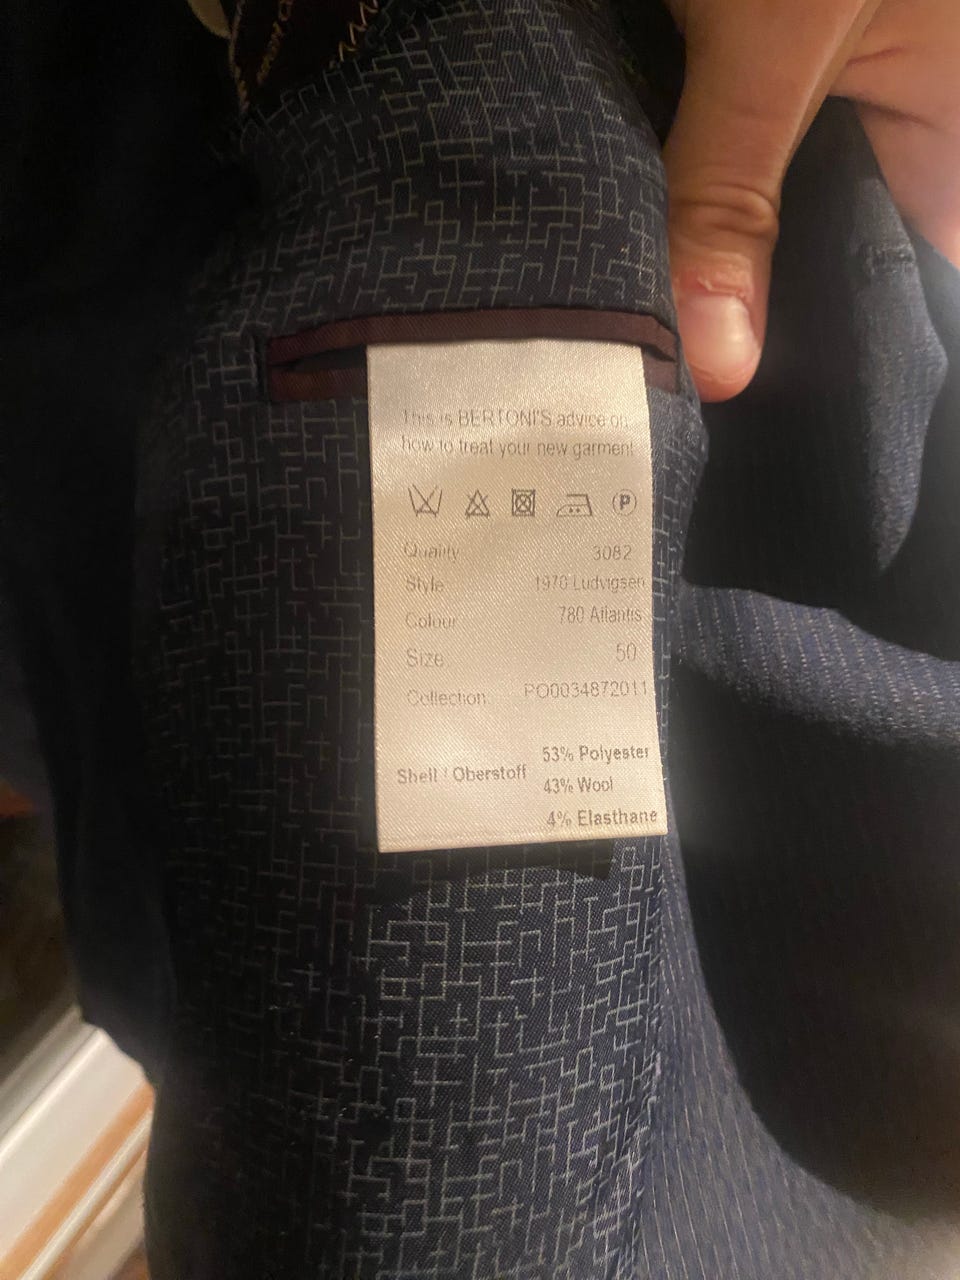 This is BERTONI'S advice on
how to treat your new garment
P
Quality 3082
Style 1970 Ludvigsen
Colour 780 Atlantis
Size 50
Collection PO0034872011
Shell / Oberstoff 53% Polyester
43% Wool
4% Elasthane